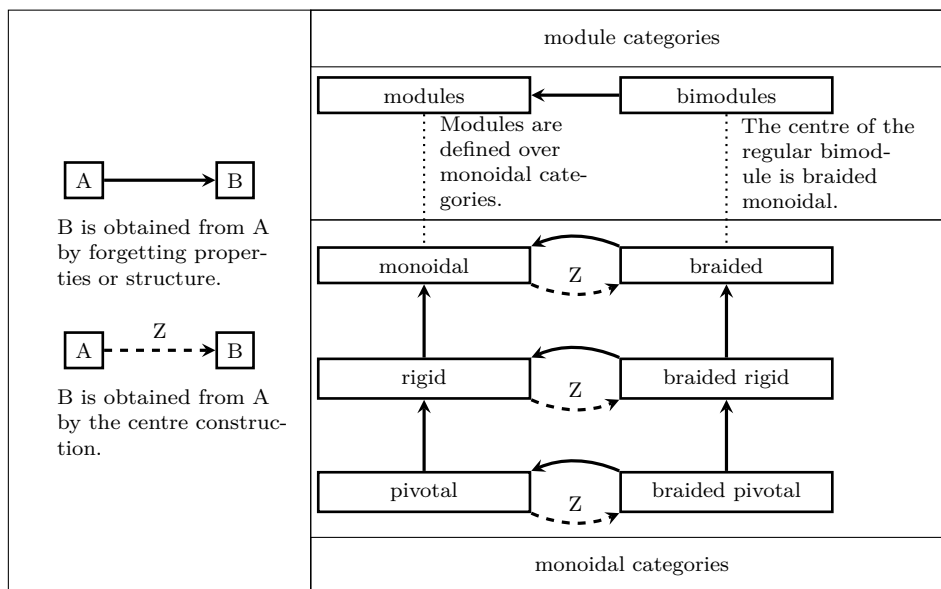 module categories
modules
bimodules
Modules are
defined over
monoidal cate-
gories.
The centre of the
regular bimod-
ule is braided
monoidal.
A
B
B is obtained from A
by forgetting proper-
ties or structure.
Z
A
B
B is obtained from A
by the centre construc-
tion.
monoidal
Z
braided
rigid
Z
braided rigid
pivotal
Z
braided pivotal
monoidal categories